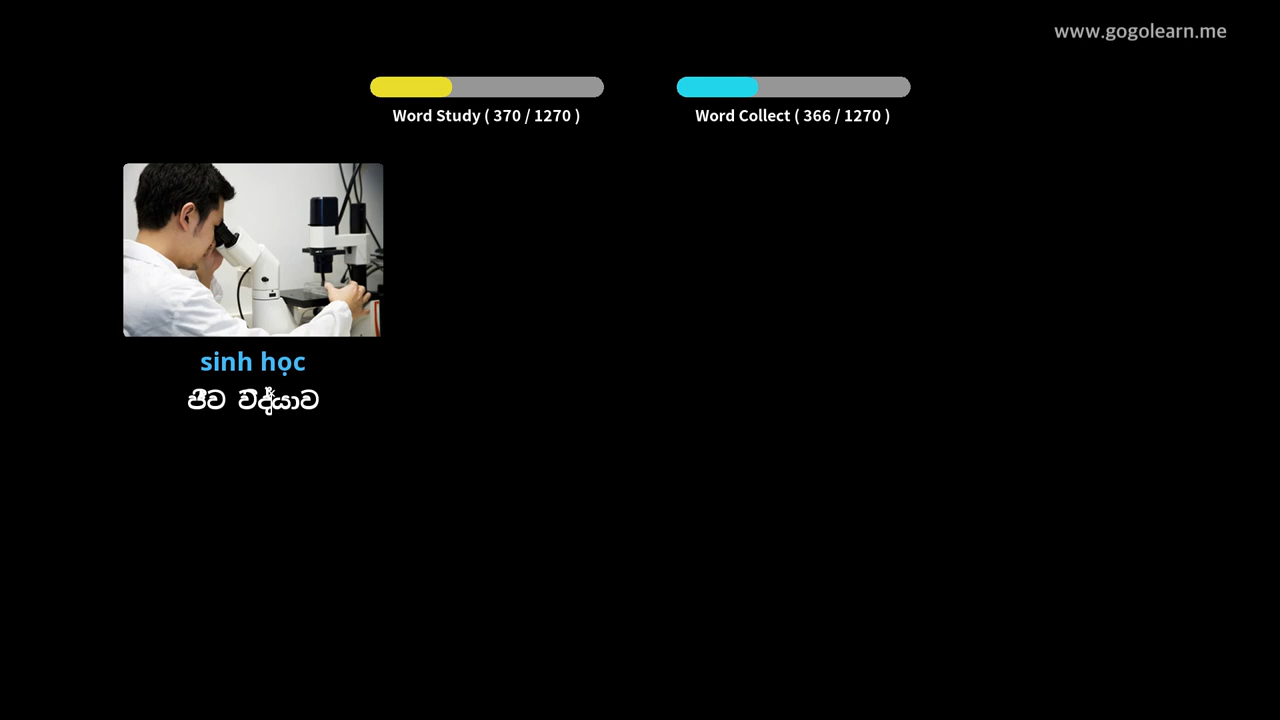 www.gogolearn.me
Word Study ( 370 / 1270 )
Word Collect ( 366 / 1270 )
sinh học
ජීව විද්‍යාව